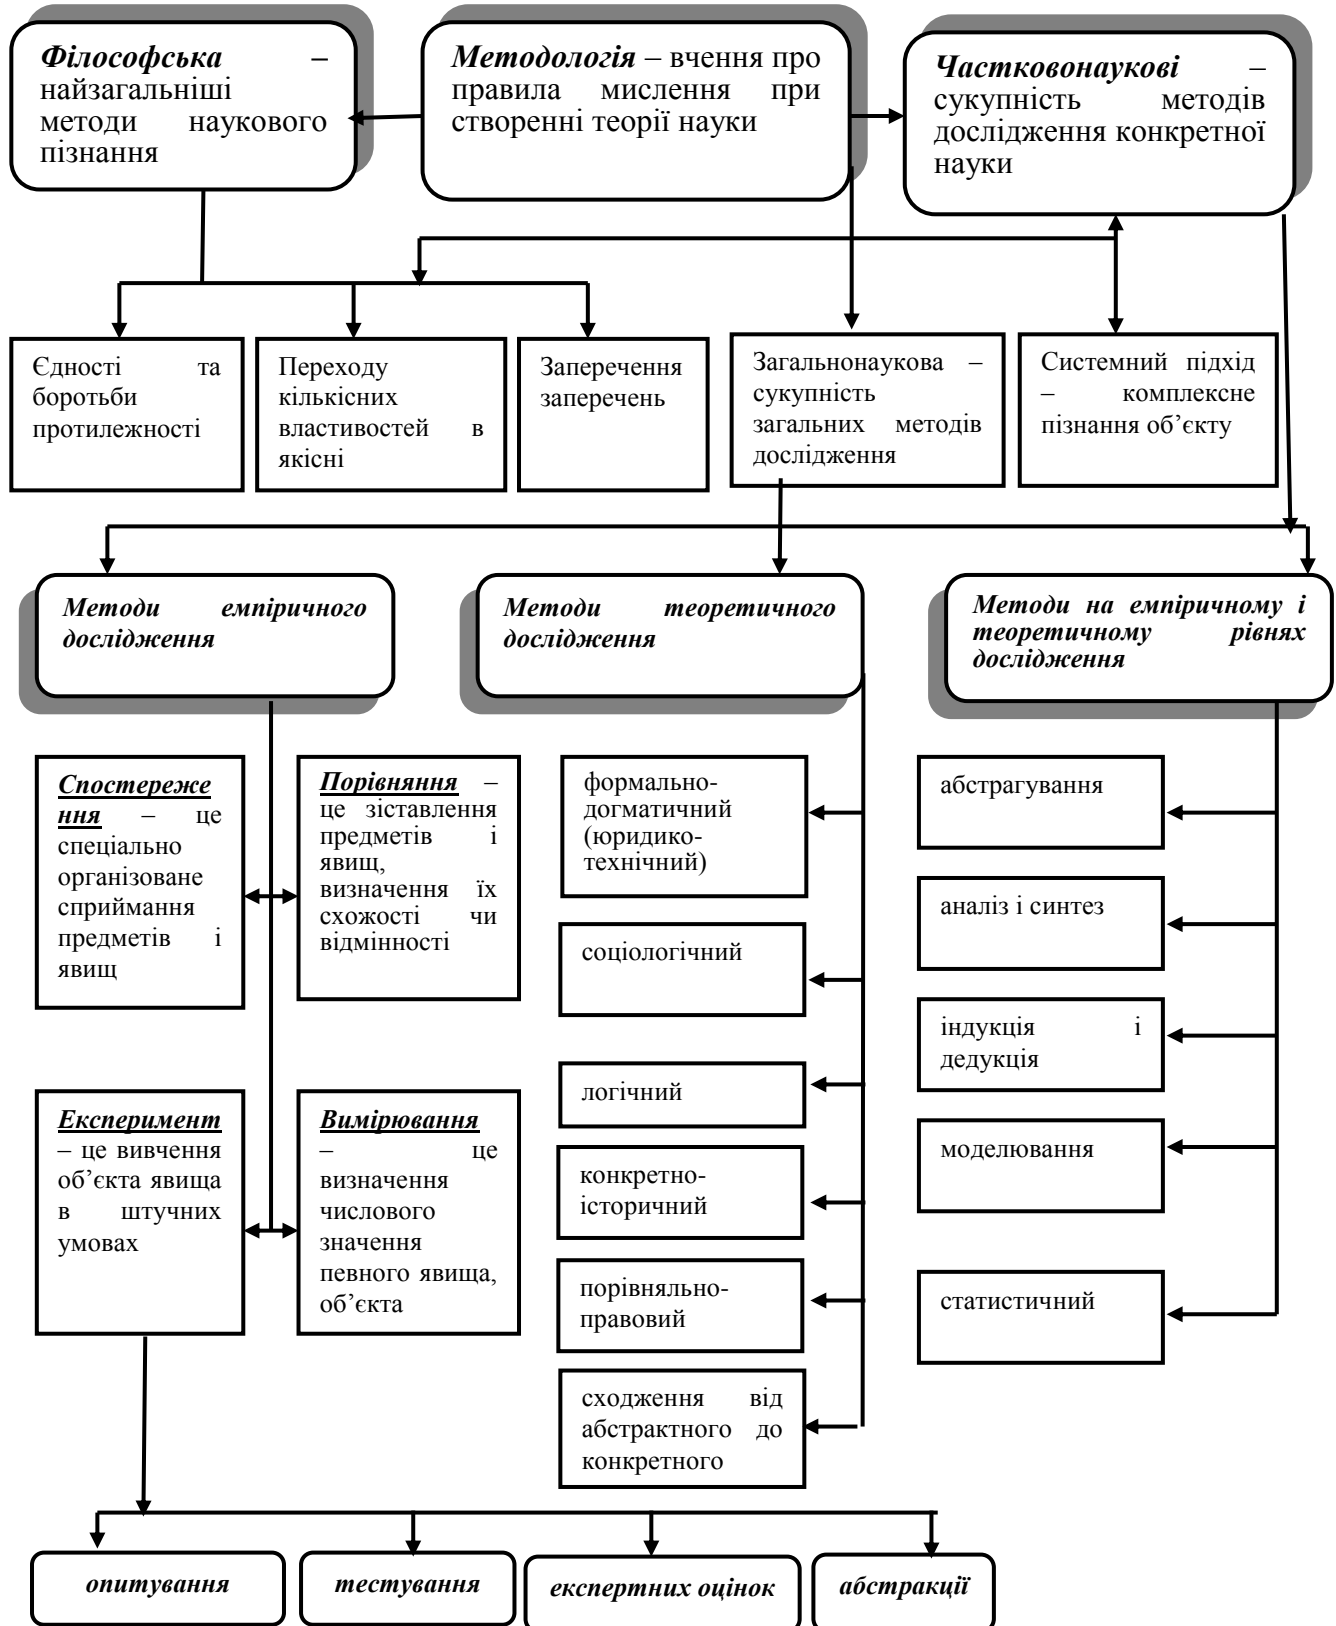 Філософська –
найзагальніші
методи наукового
пізнання
Методологія – вчення про
правила мислення при
створенні теорії науки
Частковонаукові –
сукупність методів
дослідження конкретної
науки
Єдності та
боротьби
протилежності
Переходу
кількісних
властивостей в
якісні
Заперечення
заперечень
Загальнонаукова –
сукупність
загальних методів
дослідження
Системний підхід
– комплексне
пізнання об’єкту
Методи емпіричного
дослідження
Методи теоретичного
дослідження
Методи на емпіричному і
теоретичному рівнях
дослідження
Спостереже
ння – це
спеціально
організоване
сприймання
предметів і
явищ
Порівняння –
це зіставлення
предметів і
явищ,
визначення їх
схожості чи
відмінності
Експеримент
– це вивчення
об’єкта явища
в штучних
умовах
Вимірювання
– це
визначення
числового
значення
певного явища,
об’єкта
формально-
догматичний
(юридико-
технічний)
соціологічний
логічний
конкретно-
історичний
порівняльно-
правовий
сходження від
абстрактного до
конкретного
абстрагування
аналіз і синтез
індукція і
дедукція
моделювання
статистичний
опитування
тестування
експертних оцінок
абстракції